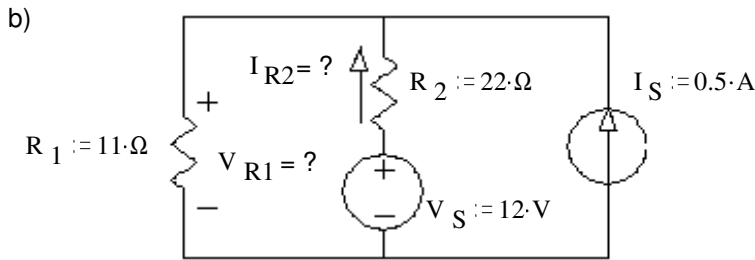 b)
I R2 = ?
R 2 := 22·Ω
I S := 0.5·A
+
R 1 := 11·Ω
V R1 = ?
+
−
−
V S := 12·V